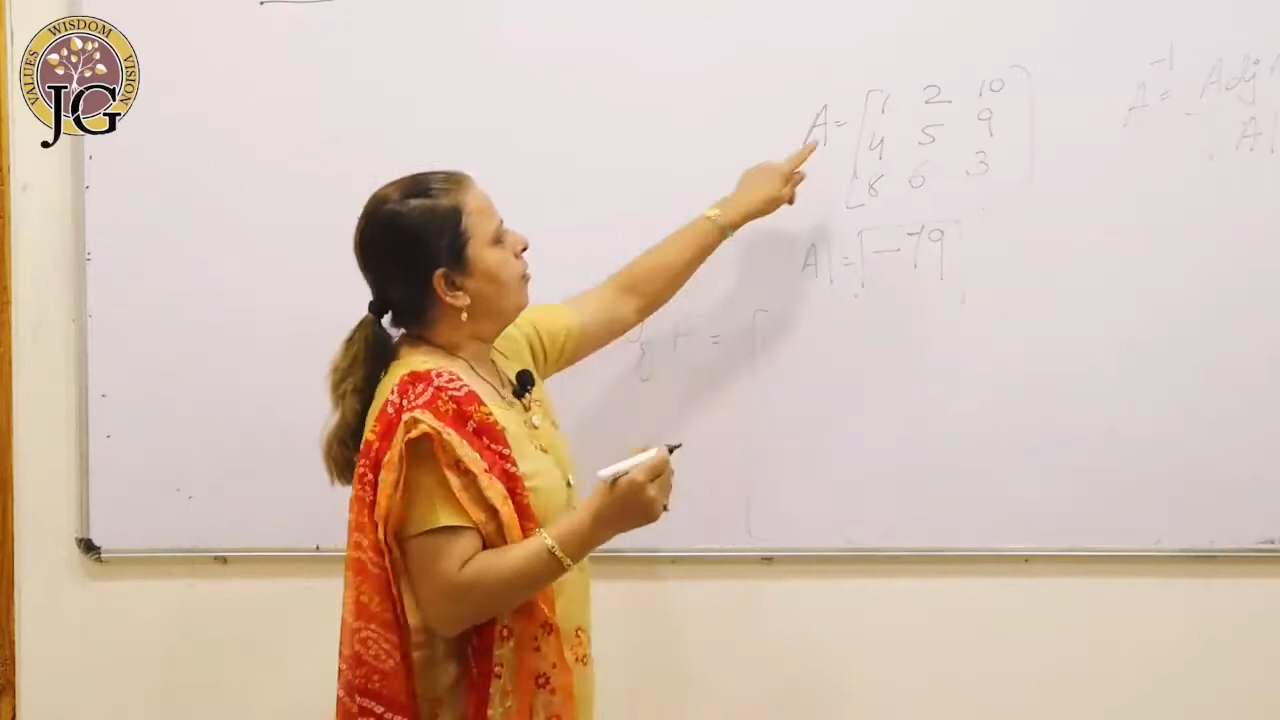 VALUES WISDOM VISION
JG
A = [1 2 10
4 5 9
8 6 3]
A| = [-79
A = [
A⁻¹ = Adj A
A|